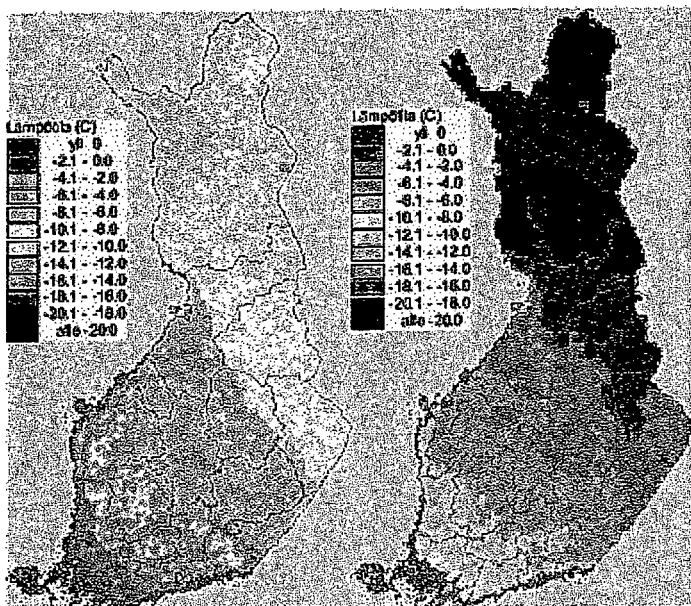 Lämpötila (C)
yli 0
-2.1 - 0.0
-4.1 - -2.0
-6.1 - -4.0
-8.1 - -6.0
-10.1 - -8.0
-12.1 - -10.0
-14.1 - -12.0
-16.1 - -14.0
-18.1 - -16.0
-20.1 - -18.0
alle -20.0
Lämpötila (C)
yli 0
-2.1 - 0.0
-4.1 - -2.0
-6.1 - -4.0
-8.1 - -6.0
-10.1 - -8.0
-12.1 - -10.0
-14.1 - -12.0
-16.1 - -14.0
-18.1 - -16.0
-20.1 - -18.0
alle -20.0